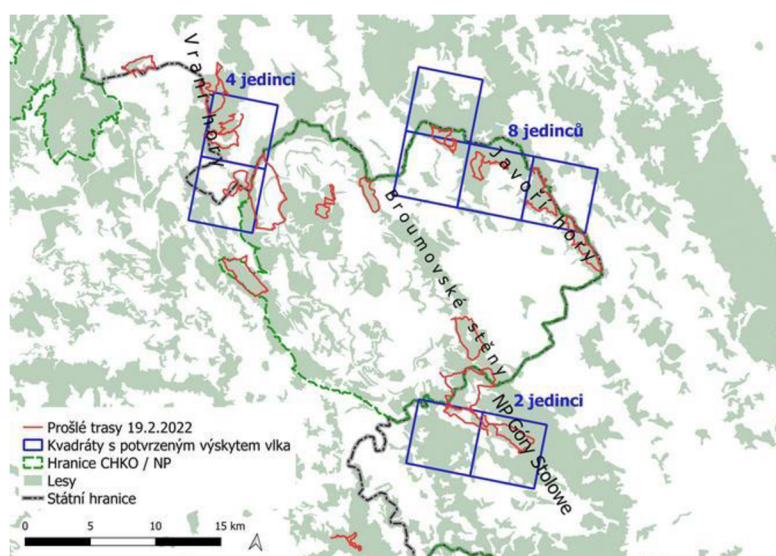 Vraní hory
4 jedinci
8 jedinců
Javoří hory
Broumovské stěny
2 jedinci
NP Góry Stolowe
Prošlé trasy 19.2.2022
Kvadráty s potvrzeným výskytem vlka
Hranice CHKO / NP
Lesy
Státní hranice
0 5 10 15 km